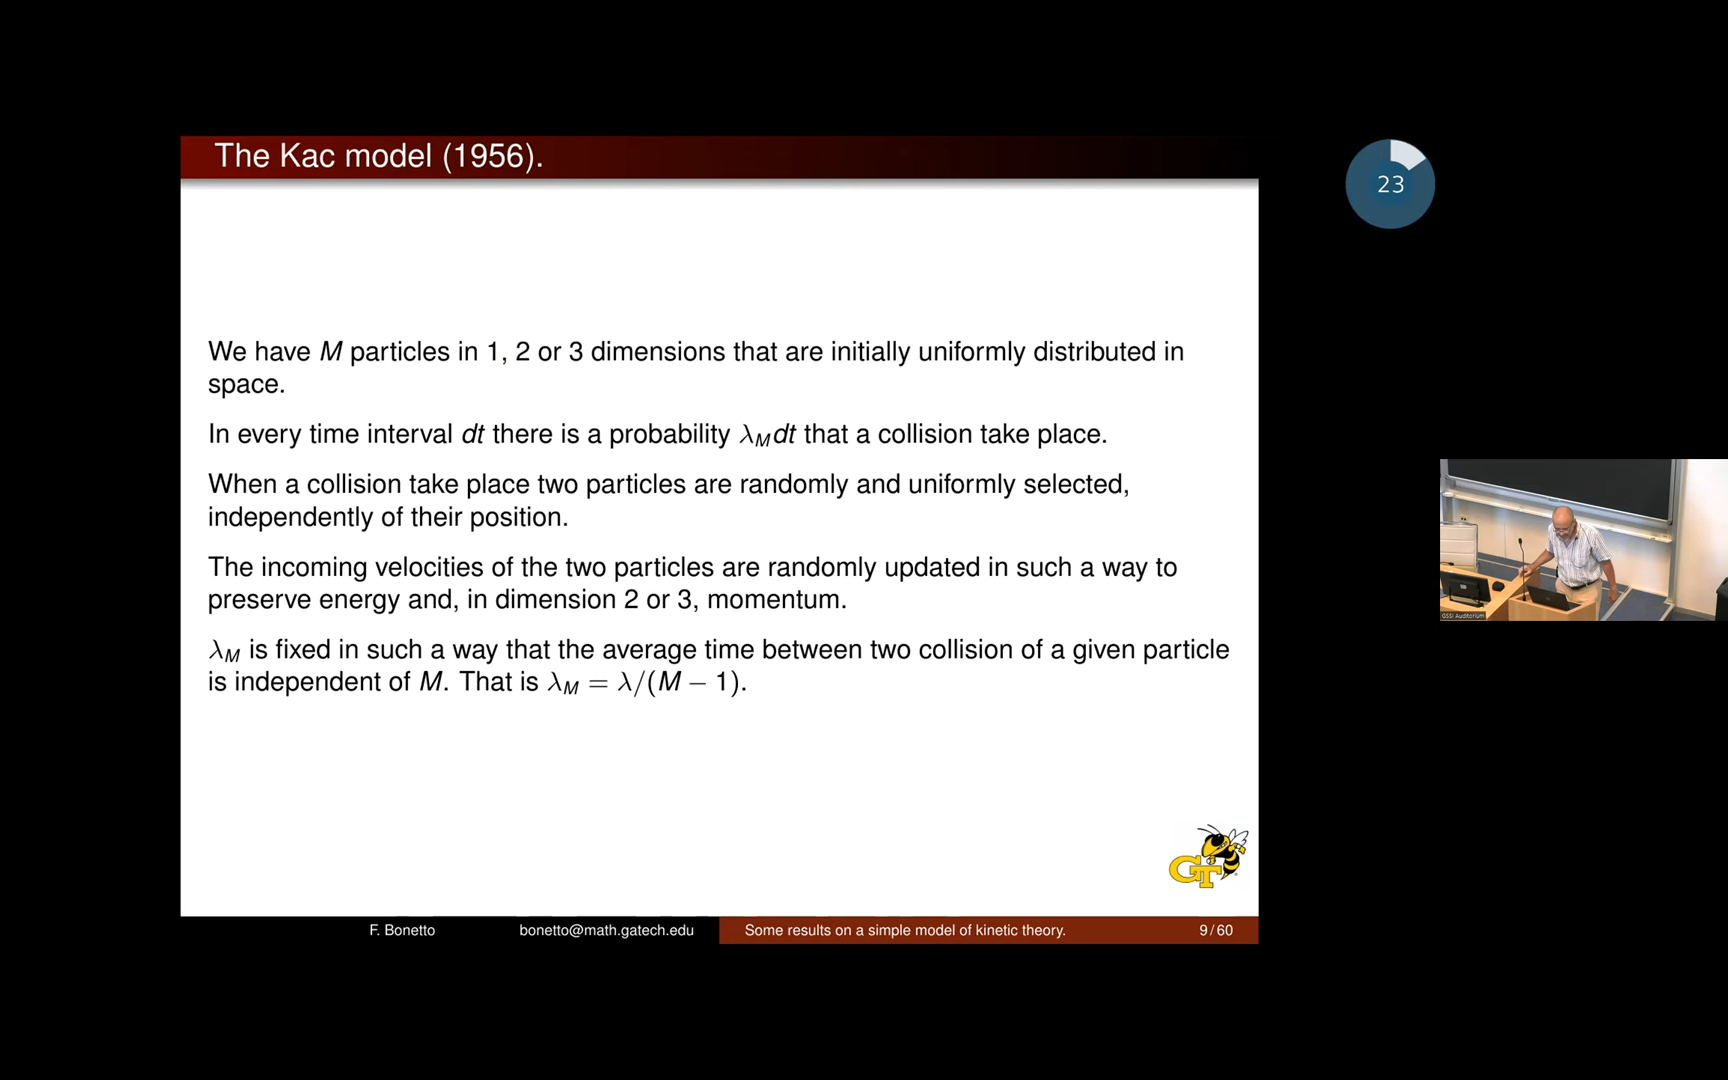 The Kac model (1956).
23
We have M particles in 1, 2 or 3 dimensions that are initially uniformly distributed in
space.
In every time interval dt there is a probability λ_M dt that a collision take place.
When a collision take place two particles are randomly and uniformly selected,
independently of their position.
The incoming velocities of the two particles are randomly updated in such a way to
preserve energy and, in dimension 2 or 3, momentum.
λ_M is fixed in such a way that the average time between two collision of a given particle
is independent of M. That is λ_M = λ/(M − 1).
GSSI Auditorium
GT
F. Bonetto bonetto@math.gatech.edu Some results on a simple model of kinetic theory. 9/60